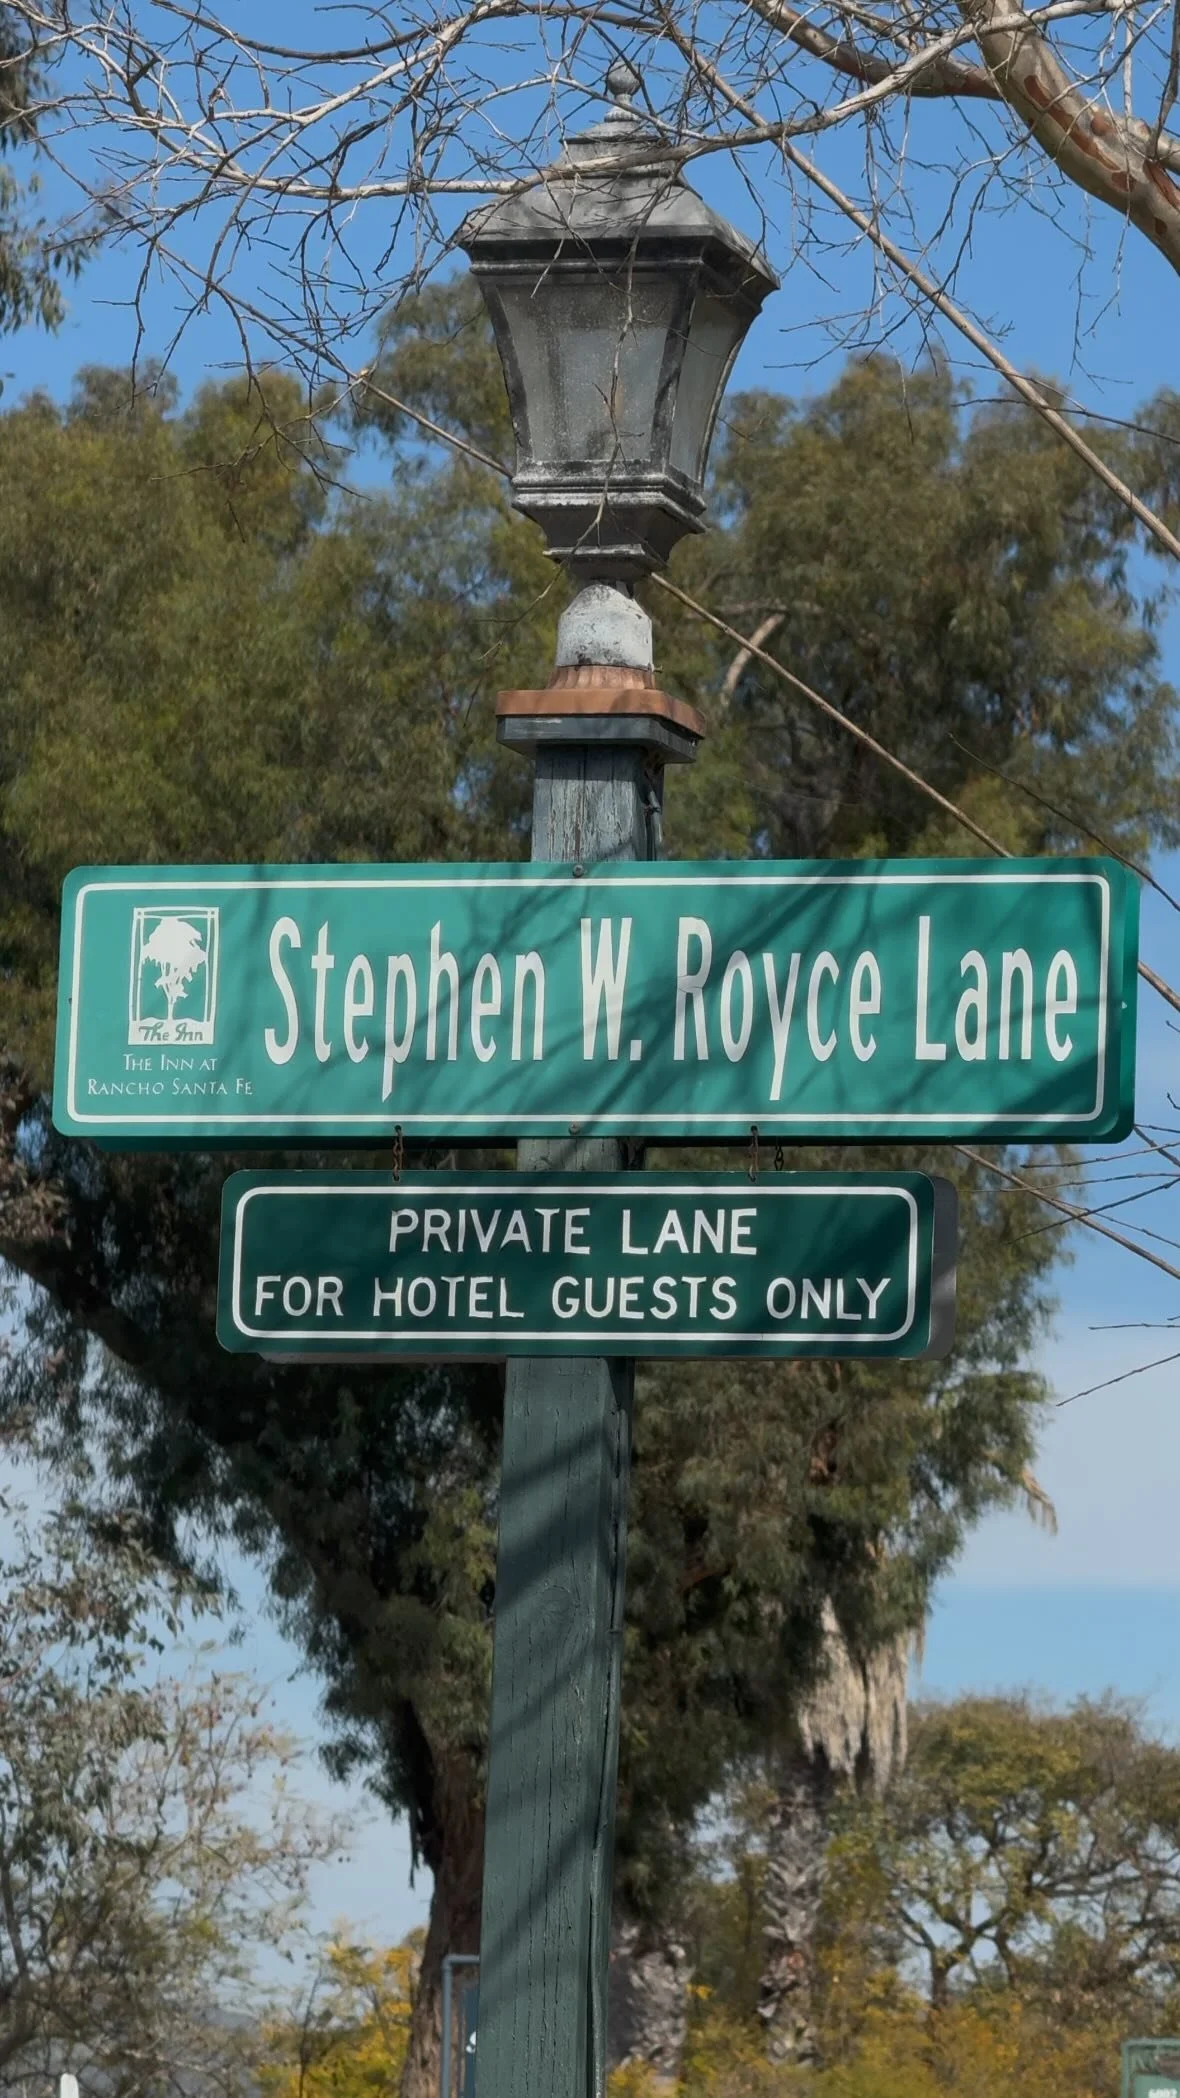 The Inn
THE INN AT
RANCHO SANTA FE
Stephen W. Royce Lane
PRIVATE LANE
FOR HOTEL GUESTS ONLY